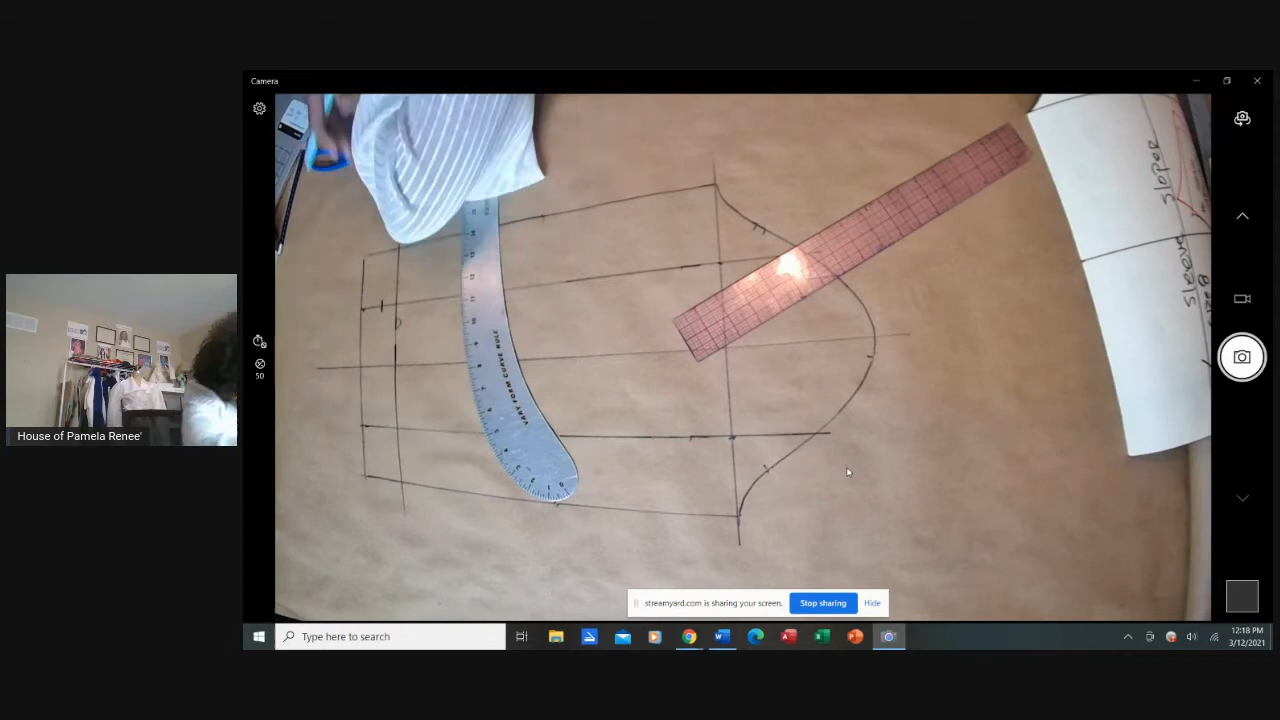 Camera
50
Sloper
Sleeve
VARY FORM CURVE RULE
House of Pamela Renee'
streamyard.com is sharing your screen.
Stop sharing
Hide
Type here to search
12:18 PM
3/12/2021